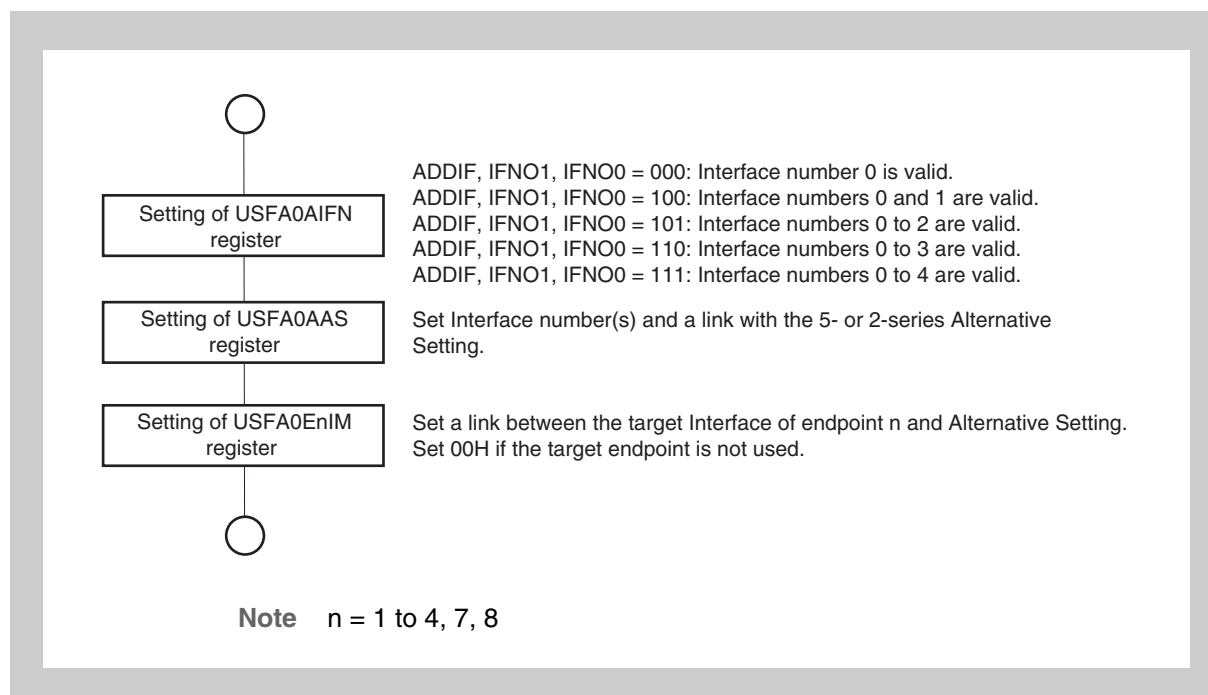 ADDIF, IFNO1, IFNO0 = 000: Interface number 0 is valid.
Setting of USFA0AIFN
register
ADDIF, IFNO1, IFNO0 = 100: Interface numbers 0 and 1 are valid.
ADDIF, IFNO1, IFNO0 = 101: Interface numbers 0 to 2 are valid.
ADDIF, IFNO1, IFNO0 = 110: Interface numbers 0 to 3 are valid.
ADDIF, IFNO1, IFNO0 = 111: Interface numbers 0 to 4 are valid.
Setting of USFA0AAS
register
Set Interface number(s) and a link with the 5- or 2-series Alternative
Setting.
Setting of USFA0EnIM
register
Set a link between the target Interface of endpoint n and Alternative Setting.
Set 00H if the target endpoint is not used.
Note n = 1 to 4, 7, 8